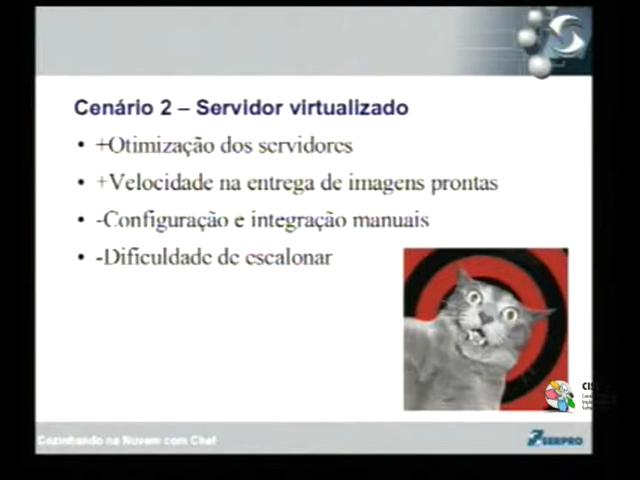 Cenário 2 – Servidor virtualizado
• +Otimização dos servidores
• +Velocidade na entrega de imagens prontas
• -Configuração e integração manuais
• -Dificuldade de escalonar
Cozinhando na Nuvem com Chef
SERPRO